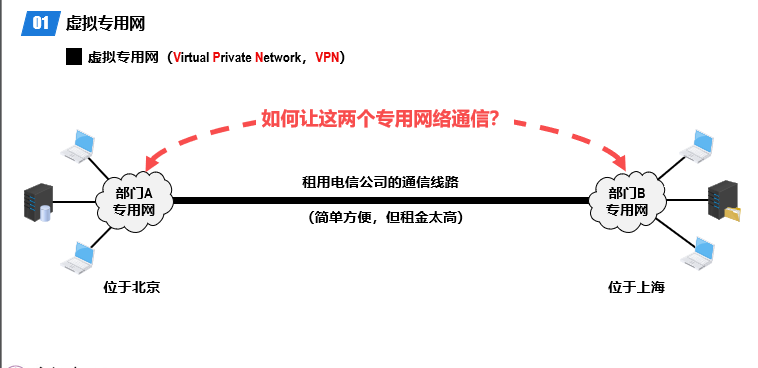 01 虚拟专用网
虚拟专用网（Virtual Private Network，VPN）
如何让这两个专用网络通信？
部门A
专用网
租用电信公司的通信线路
（简单方便，但租金太高）
部门B
专用网
位于北京
位于上海